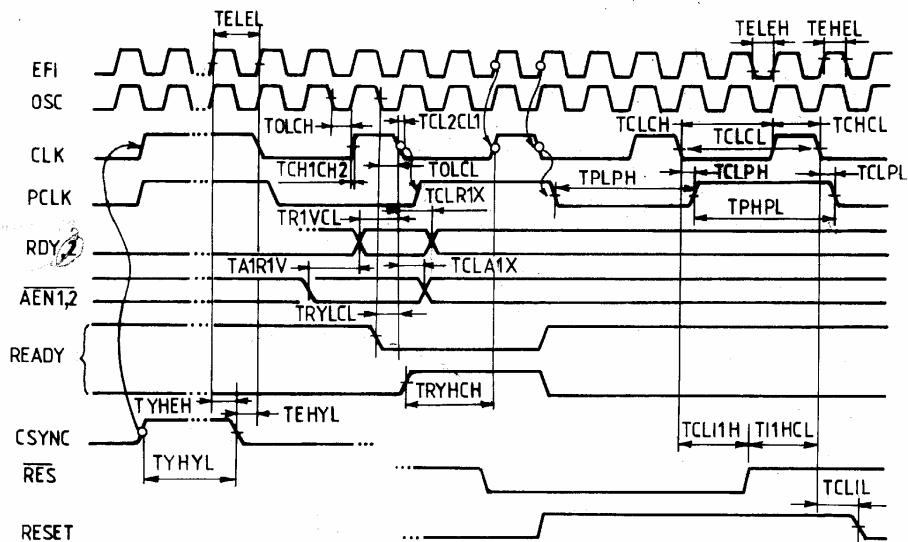 TELEL TELEH TEHEL
EFI
OSC
TOLCH TCL2CL1 TCLCH TCLCL TCHCL
CLK
TCH1CH2 TOLCL TPLPH TCLPH TCLPL
PCLK
TCLR1X TPHPL
TR1VCL
RDY 2
TA1R1V TCLA1X
AEN1,2
TRYLCL
READY
TRYHCH
TYHEH TEHYL
CSYNC
TYHYL TCLI1H TI1HCL
RES
TCLIL
RESET